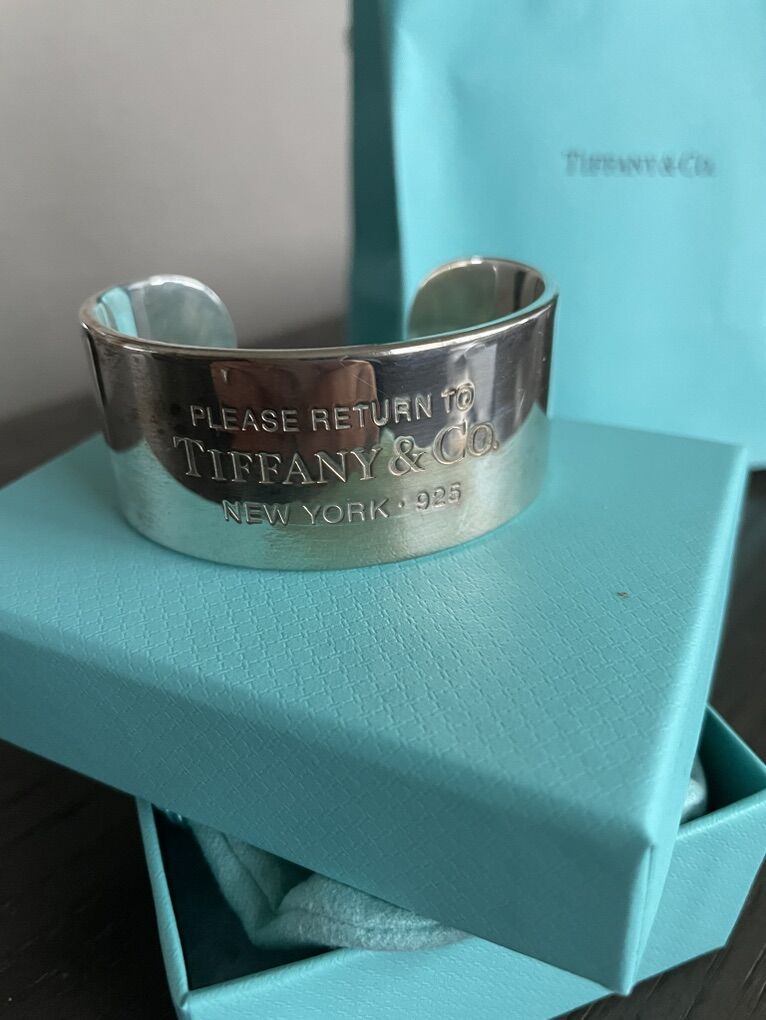 TIFFANY & CO.
PLEASE RETURN TO
TIFFANY & CO.
NEW YORK · 925